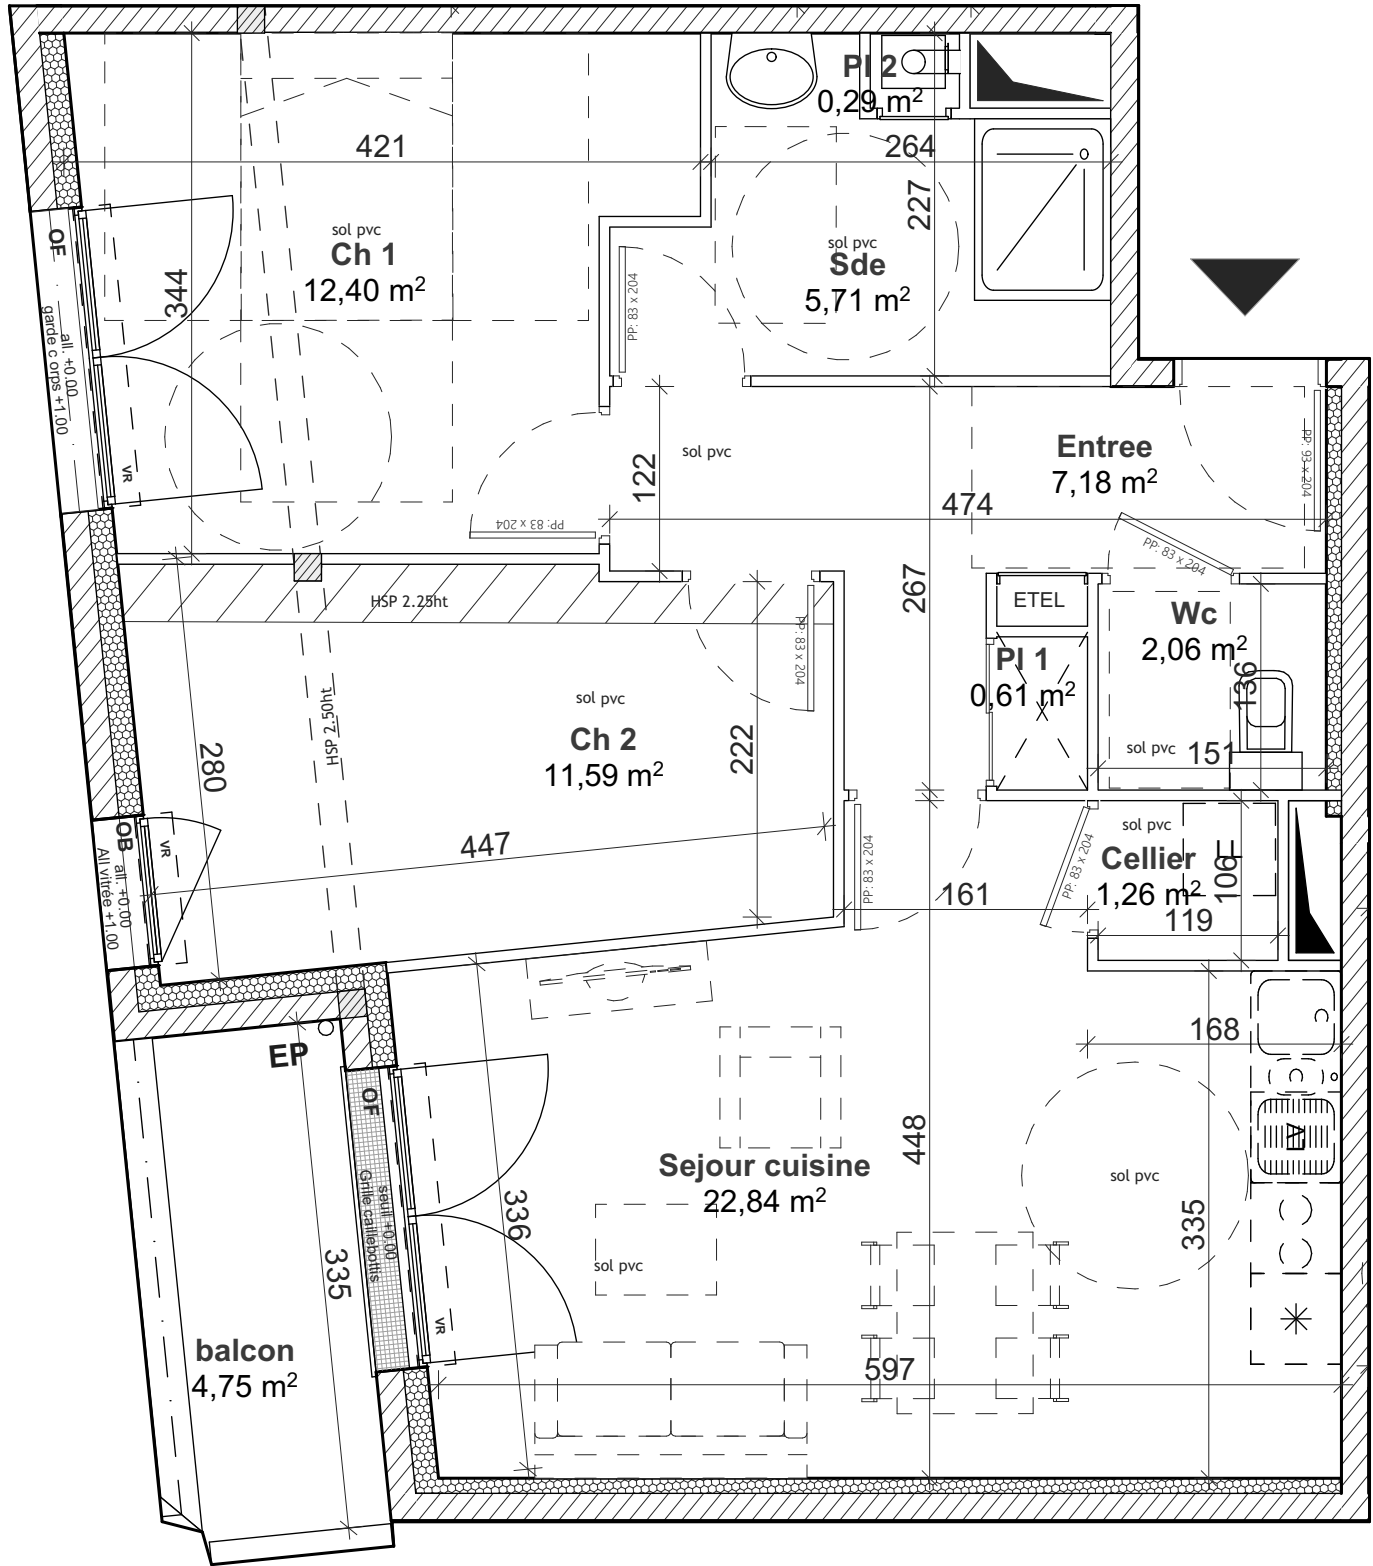 Pl 2
0,29 m²
421
264
227
sol pvc
Ch 1
12,40 m²
sol pvc
Sde
5,71 m²
OF
all. +0.00
garde c orps +1.00
VR
344
PP: 83 x 204
PP: 83 x 204
sol pvc
122
Entree
7,18 m²
PP: 93 x 204
474
PP: 83 x 204
HSP 2.25ht
267
ETEL
Wc
2,06 m²
Pl 1
0,61 m²
136
PP: 83 x 204
sol pvc
HSP 2.50ht
Ch 2
11,59 m²
222
280
sol pvc
151
OB
all. +0.00
All vitrée +1.00
VR
447
PP: 83 x 204
PP: 83 x 204
sol pvc
Cellier
1,26 m²
106
F
161
119
EP
168
OF
seuil +0.00
Grille caillebottis
VR
336
448
LV
Sejour cuisine
22,84 m²
sol pvc
335
sol pvc
335
balcon
4,75 m²
597